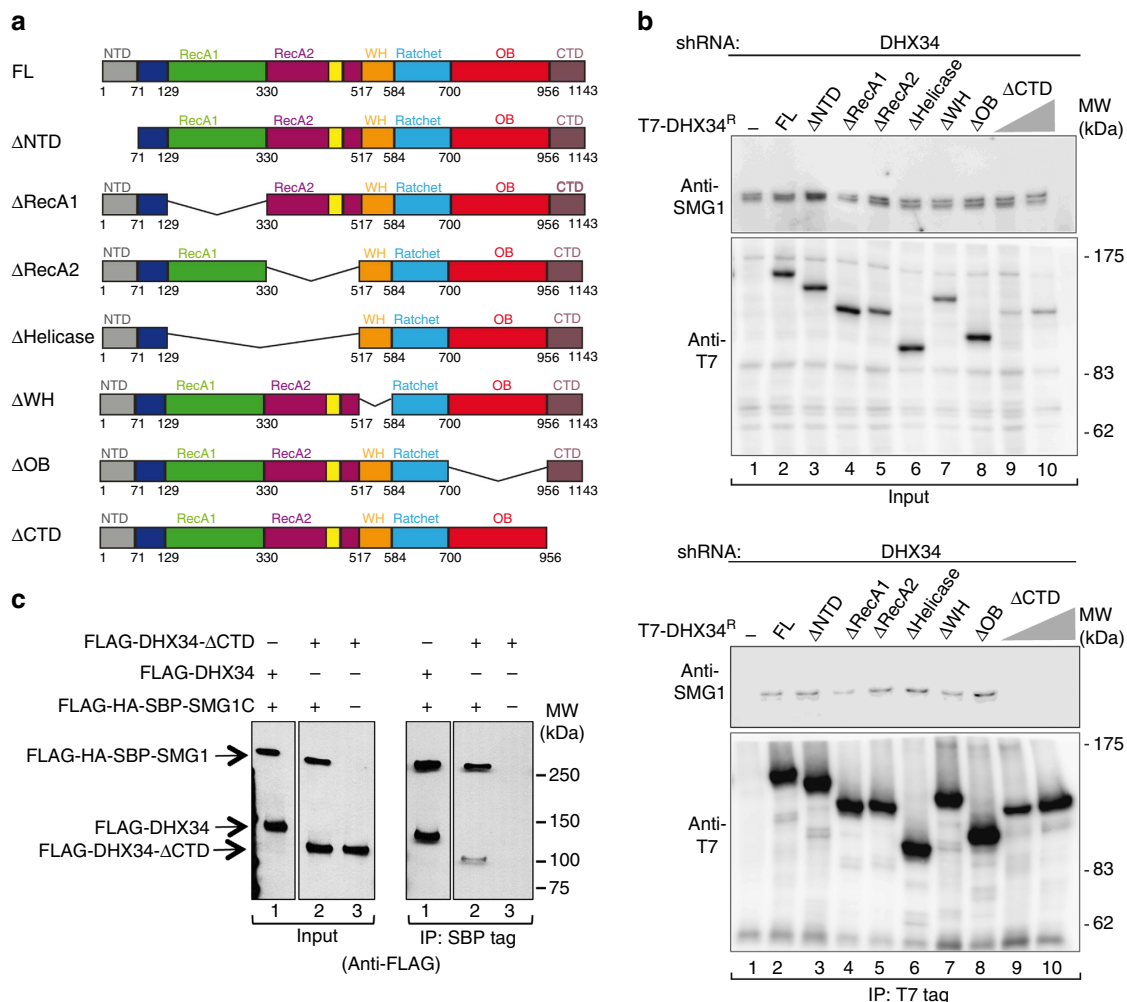 a
NTD RecA1 RecA2 WH Ratchet OB CTD
FL
1 71 129 330 517 584 700 956 1143
RecA1 RecA2 WH Ratchet OB CTD
ΔNTD
71 129 330 517 584 700 956 1143
NTD RecA2 WH Ratchet OB CTD
ΔRecA1
1 71 129 330 517 584 700 956 1143
NTD RecA1 WH Ratchet OB CTD
ΔRecA2
1 71 129 330 517 584 700 956 1143
NTD WH Ratchet OB CTD
ΔHelicase
1 71 129 517 584 700 956 1143
NTD RecA1 RecA2 Ratchet OB CTD
ΔWH
1 71 129 330 517 584 700 956 1143
NTD RecA1 RecA2 WH Ratchet CTD
ΔOB
1 71 129 330 517 584 700 956 1143
NTD RecA1 RecA2 WH Ratchet OB
ΔCTD
1 71 129 330 517 584 700 956
b
shRNA: DHX34
T7-DHX34R – FL ΔNTD ΔRecA1 ΔRecA2 ΔHelicase ΔWH ΔOB ΔCTD MW (kDa)
Anti-SMG1
Anti-T7
- 175
- 83
- 62
1 2 3 4 5 6 7 8 9 10
Input
shRNA: DHX34
T7-DHX34R – FL ΔNTD ΔRecA1 ΔRecA2 ΔHelicase ΔWH ΔOB ΔCTD MW (kDa)
Anti-SMG1
Anti-T7
- 175
- 83
- 62
1 2 3 4 5 6 7 8 9 10
IP: T7 tag
c
FLAG-DHX34-ΔCTD – + + – + +
FLAG-DHX34 + – – + – –
FLAG-HA-SBP-SMG1C + + – + + –
MW (kDa)
FLAG-HA-SBP-SMG1
FLAG-DHX34
FLAG-DHX34-ΔCTD
– 250
– 150
– 100
– 75
1 2 3 1 2 3
Input IP: SBP tag
(Anti-FLAG)